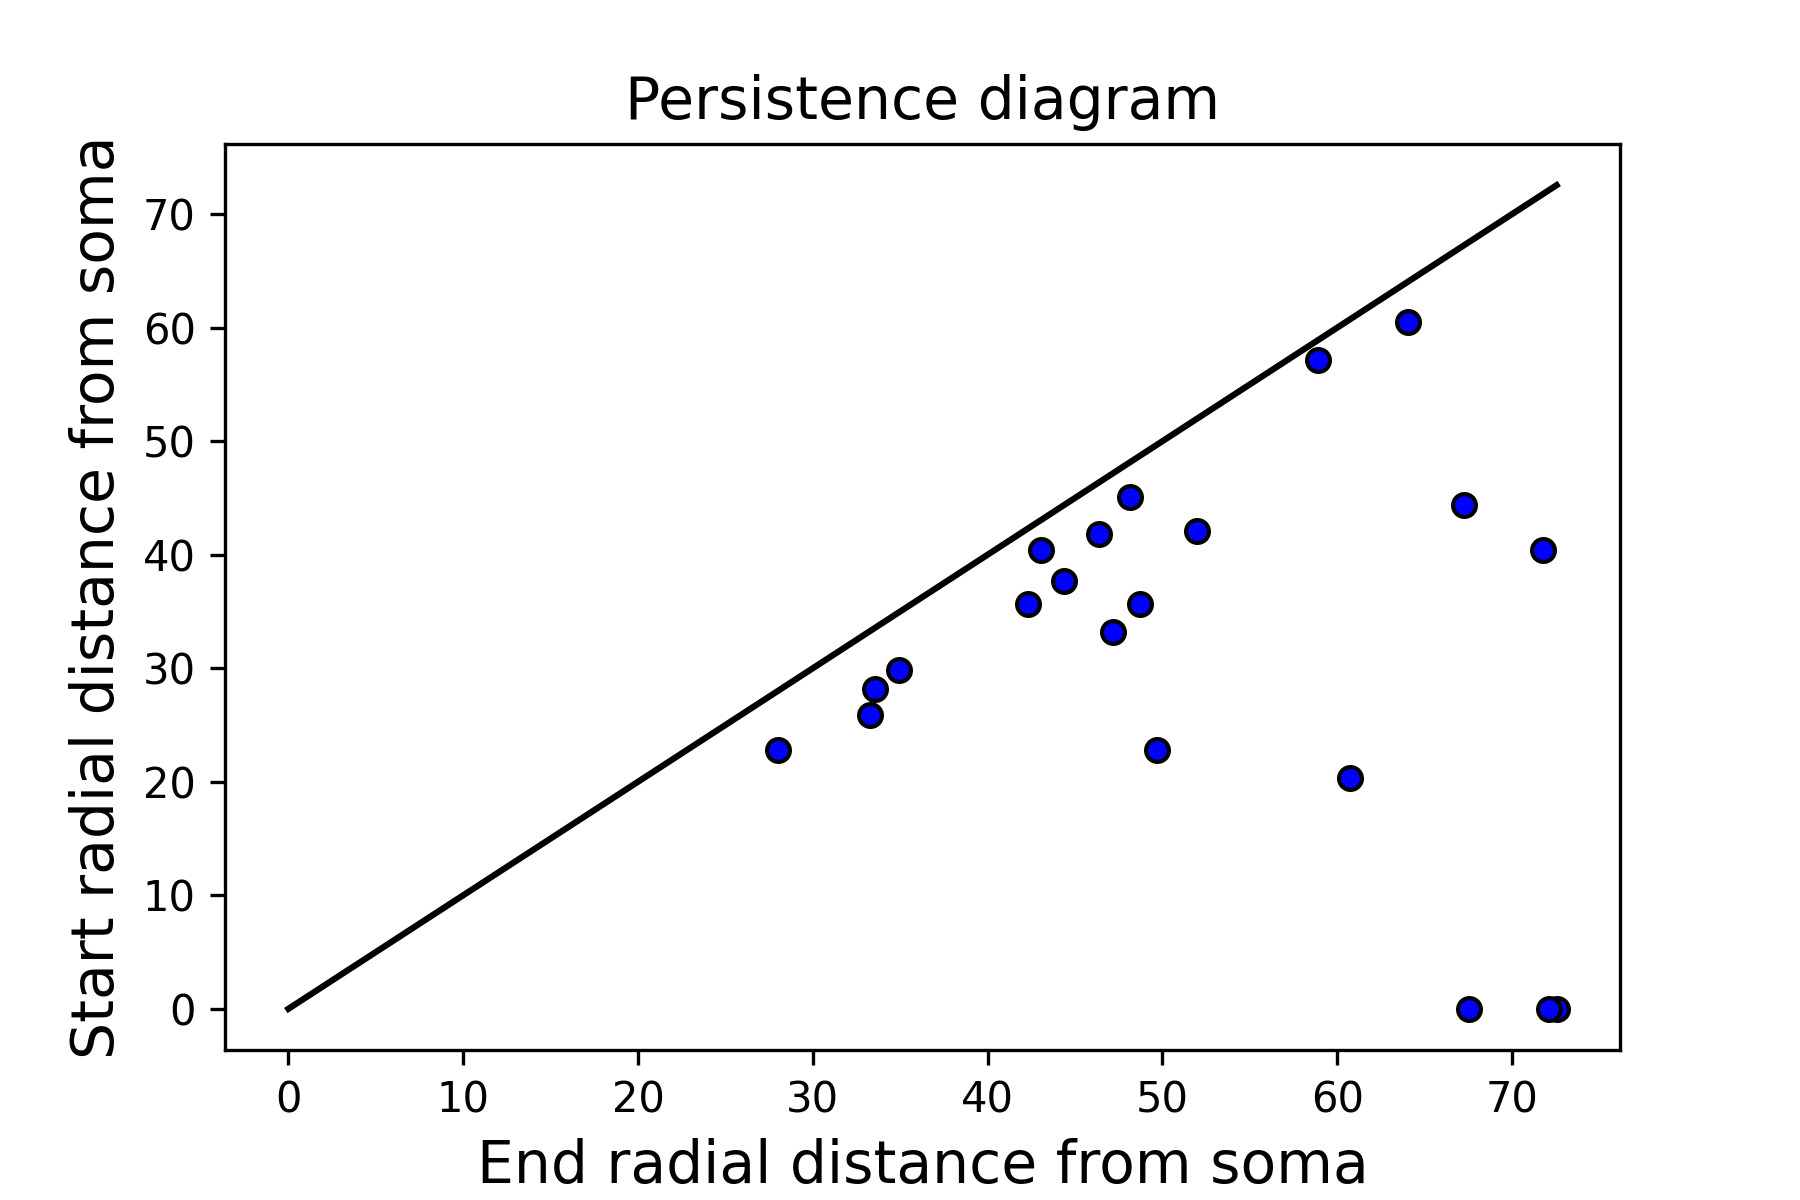 Persistence diagram
Start radial distance from soma
70
60
50
40
30
20
10
0
0 10 20 30 40 50 60 70
End radial distance from soma